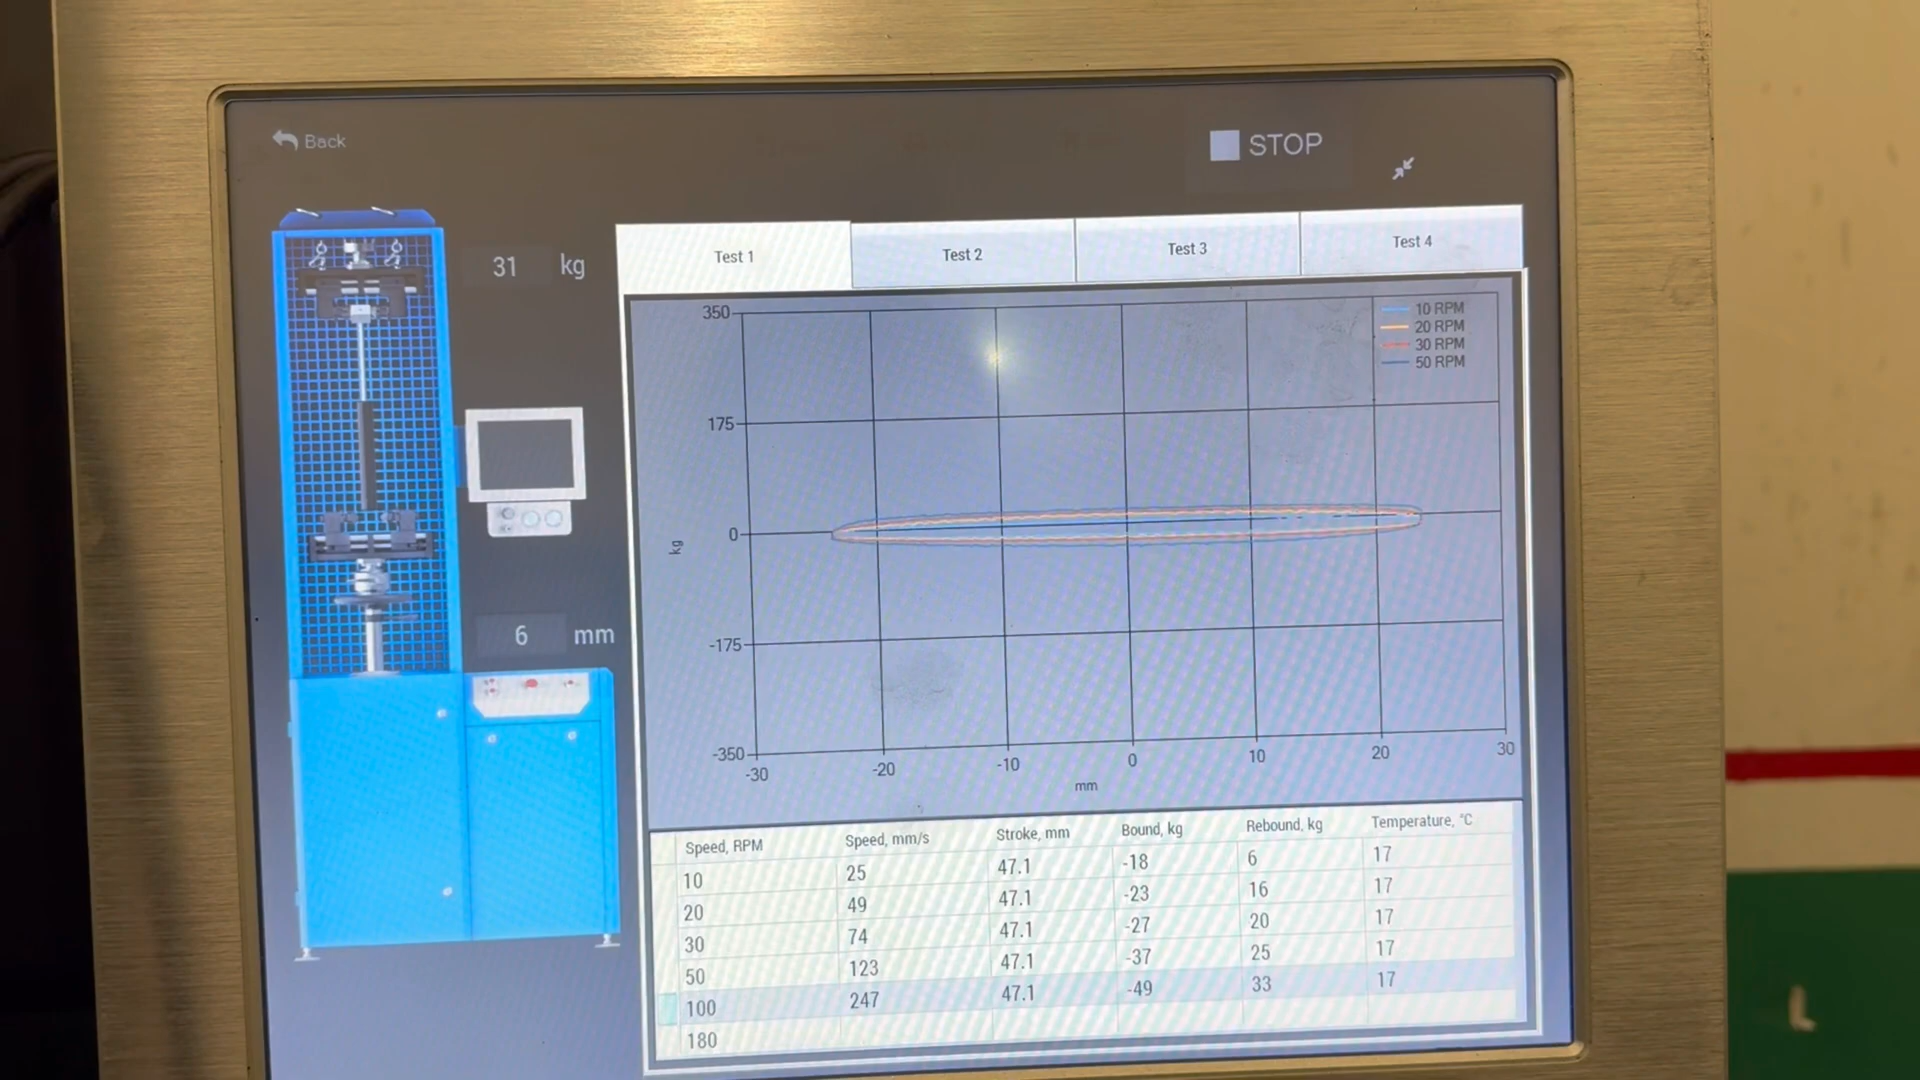 Back
STOP
31 kg
Test 1 Test 2 Test 3 Test 4
350
175
0
-175
-350
kg
10 RPM
20 RPM
30 RPM
50 RPM
-30 -20 -10 0 10 20 30
mm
6 mm
Speed, RPM Speed, mm/s Stroke, mm Bound, kg Rebound, kg Temperature, °C
10 25 47.1 -18 6 17
20 49 47.1 -23 16 17
30 74 47.1 -27 20 17
50 123 47.1 -37 25 17
100 247 47.1 -49 33 17
180